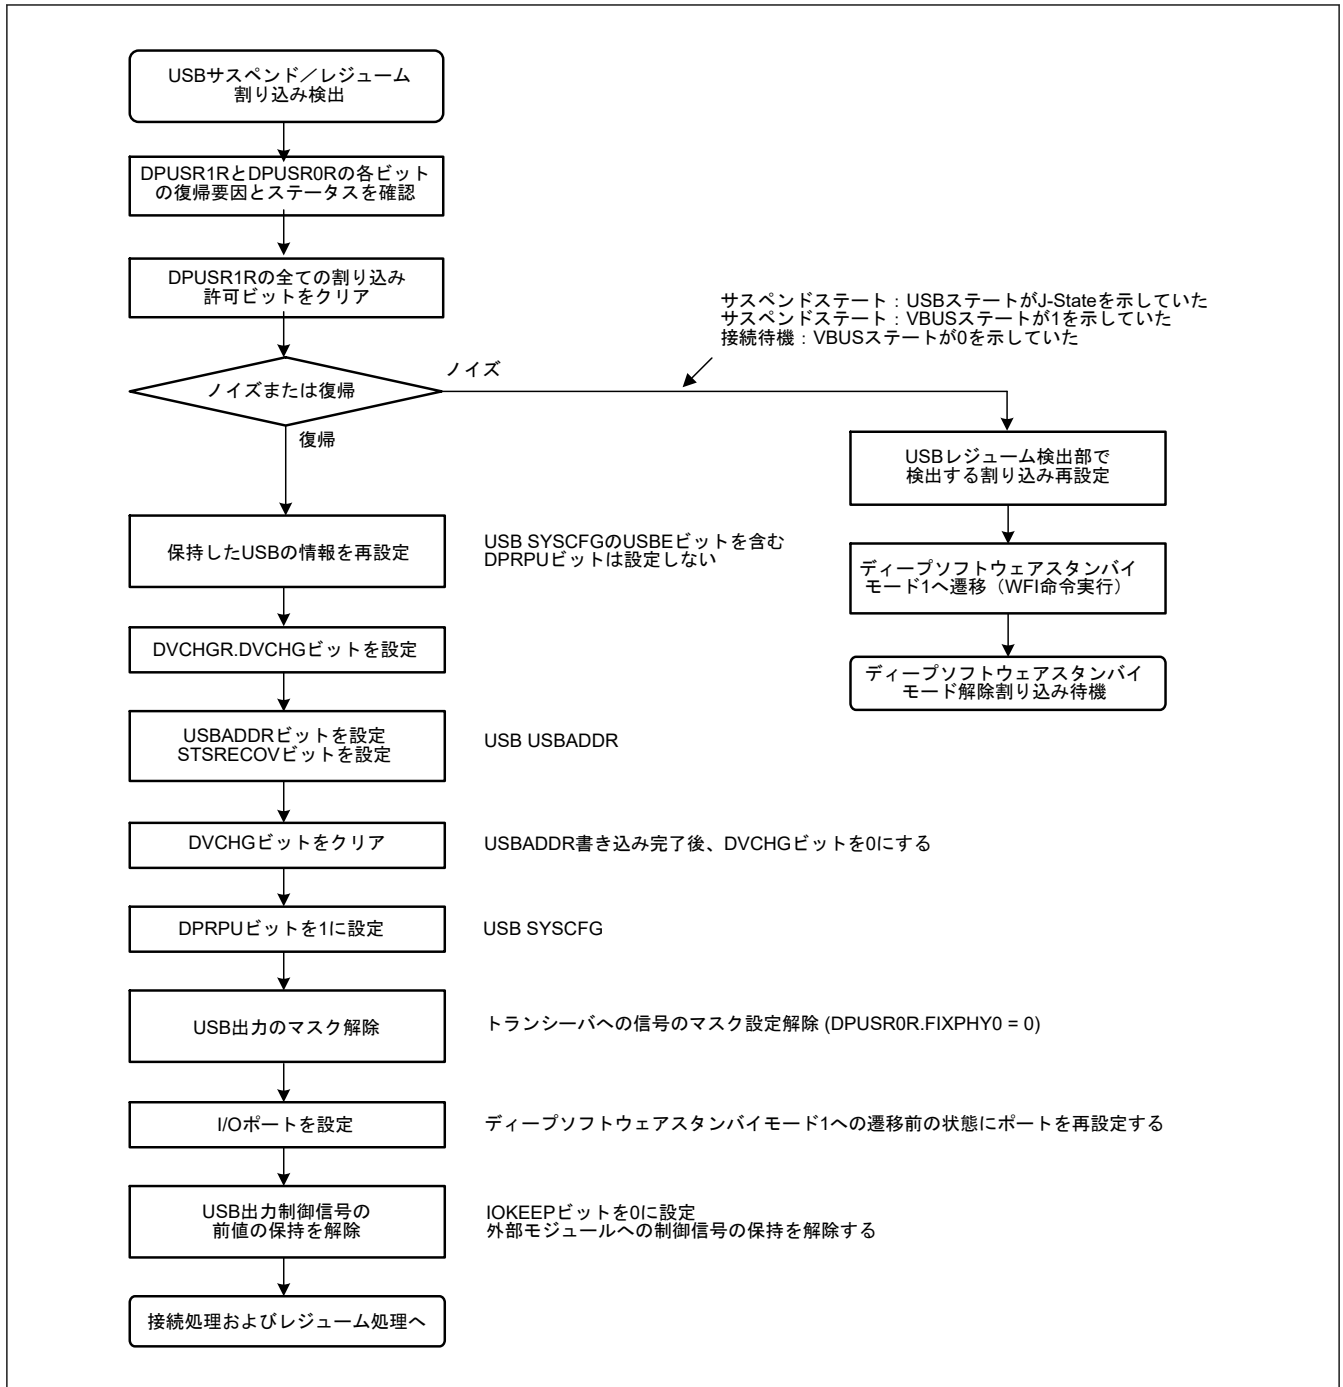 USBサスペンド／レジューム
割り込み検出
DPUSR1RとDPUSR0Rの各ビット
の復帰要因とステータスを確認
DPUSR1Rの全ての割り込み
許可ビットをクリア
サスペンドステート：USBステートがJ-Stateを示していた
サスペンドステート：VBUSステートが1を示していた
接続待機：VBUSステートが0を示していた
ノイズ
ノイズまたは復帰
復帰
USBレジューム検出部で
検出する割り込み再設定
ディープソフトウェアスタンバイ
モード1へ遷移（WFI命令実行）
ディープソフトウェアスタンバイ
モード解除割り込み待機
保持したUSBの情報を再設定
USB SYSCFGのUSBEビットを含む
DPRPUビットは設定しない
DVCHGR.DVCHGビットを設定
USBADDRビットを設定
STSRECOVビットを設定
USB USBADDR
DVCHGビットをクリア
USBADDR書き込み完了後、DVCHGビットを0にする
DPRPUビットを1に設定
USB SYSCFG
USB出力のマスク解除
トランシーバへの信号のマスク設定解除 (DPUSR0R.FIXPHY0 = 0)
I/Oポートを設定
ディープソフトウェアスタンバイモード1への遷移前の状態にポートを再設定する
USB出力制御信号の
前値の保持を解除
IOKEEPビットを0に設定
外部モジュールへの制御信号の保持を解除する
接続処理およびレジューム処理へ